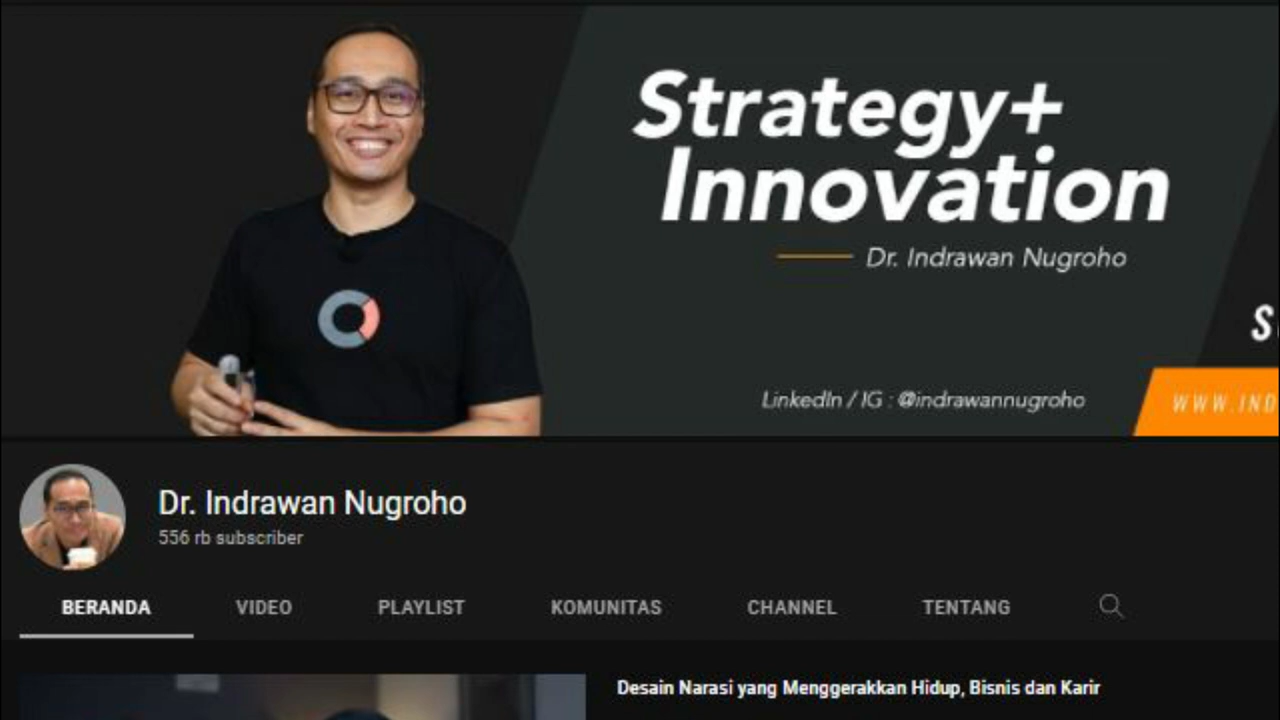 Strategy+
Innovation
Dr. Indrawan Nugroho
LinkedIn / IG : @indrawannugroho
Dr. Indrawan Nugroho
556 rb subscriber
BERANDA VIDEO PLAYLIST KOMUNITAS CHANNEL TENTANG
Desain Narasi yang Menggerakkan Hidup, Bisnis dan Karir